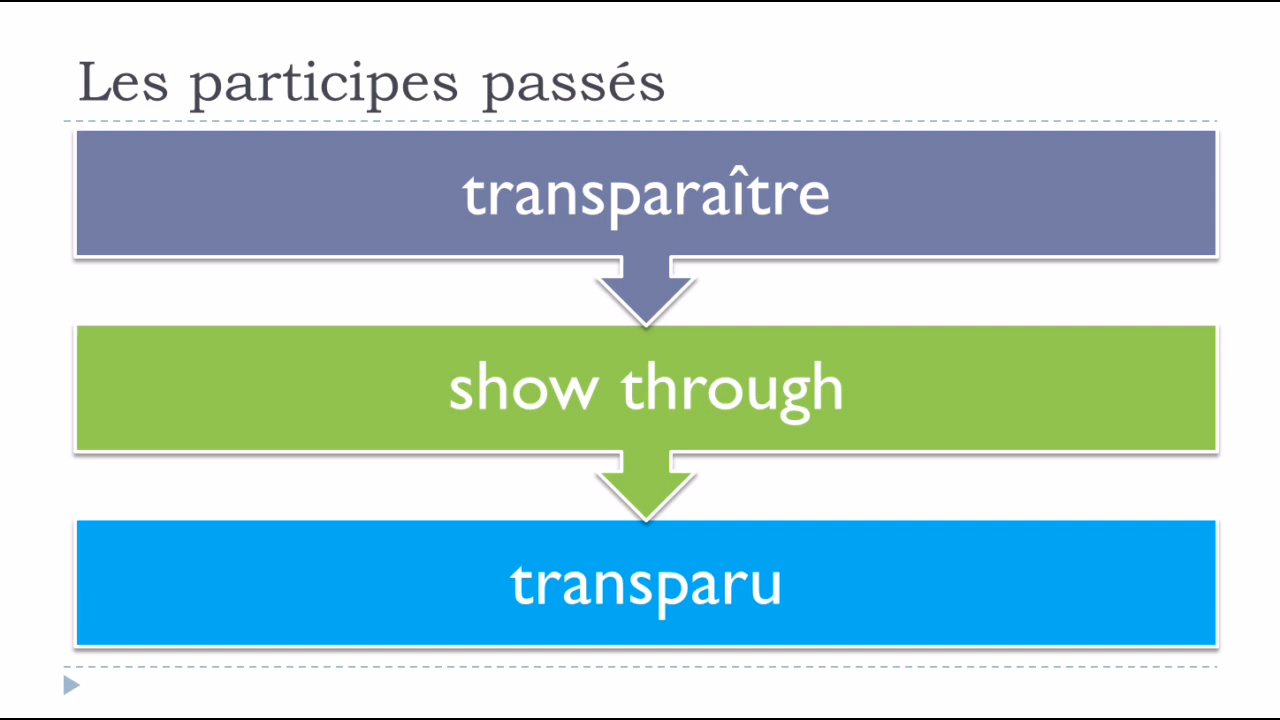 Les participes passés
transparaître
show through
transparu